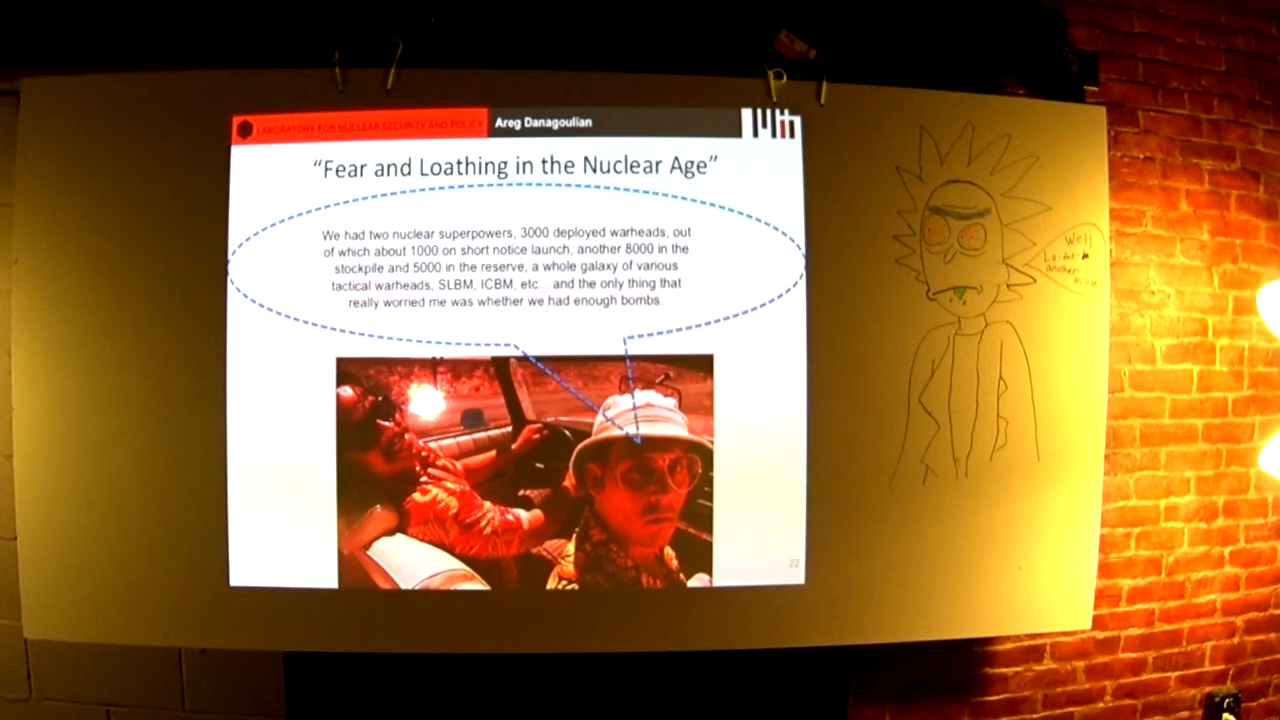 LABORATORY FOR NUCLEAR SECURITY AND POLICY
Areg Danagoulian
“Fear and Loathing in the Nuclear Age”
We had two nuclear superpowers, 3000 deployed warheads, out
of which about 1000 on short notice launch, another 8000 in the
stockpile and 5000 in the reserve, a whole galaxy of various
tactical warheads, SLBM, ICBM, etc... and the only thing that
really worried me was whether we had enough bombs.
22
Well
another